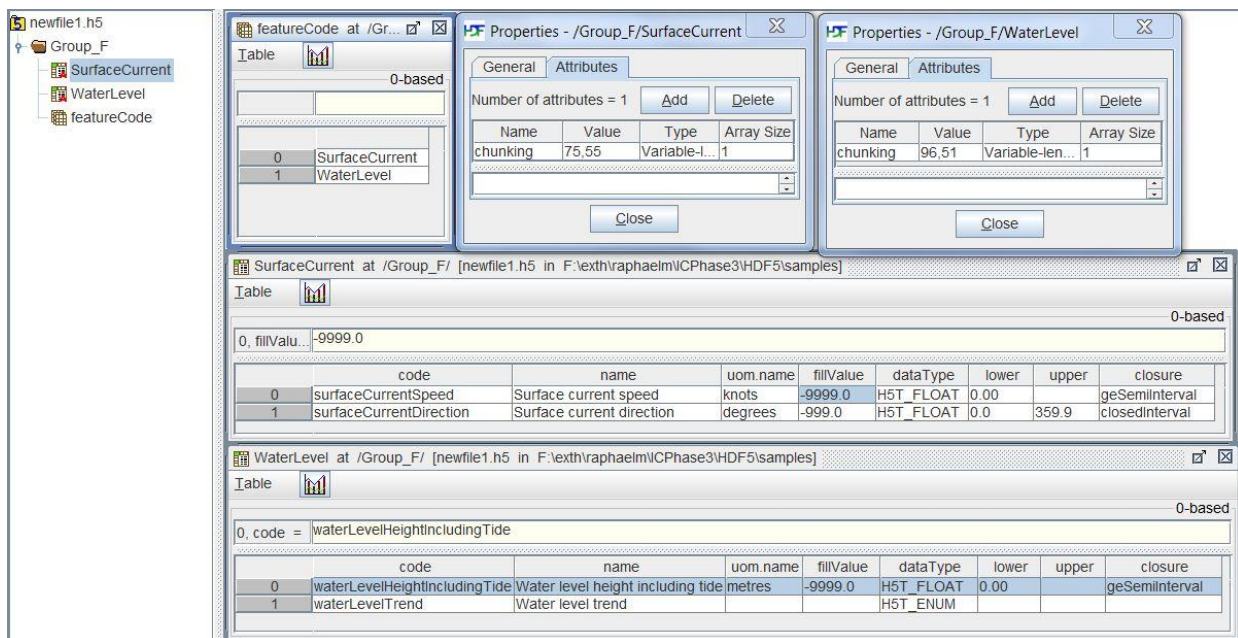 newfile1.h5
Group_F
SurfaceCurrent
WaterLevel
featureCode
featureCode at /Gr...
Table
0-based
0 SurfaceCurrent
1 WaterLevel
HDF Properties - /Group_F/SurfaceCurrent
General Attributes
Number of attributes = 1 Add Delete
Name Value Type Array Size
chunking 75,55 Variable-l... 1
Close
HDF Properties - /Group_F/WaterLevel
General Attributes
Number of attributes = 1 Add Delete
Name Value Type Array Size
chunking 96,51 Variable-len... 1
Close
SurfaceCurrent at /Group_F/ [newfile1.h5 in F:\exth\raphaelm\ICPhase3\HDF5\samples]
Table
0-based
0, fillValu... -9999.0
code name uom.name fillValue dataType lower upper closure
0 surfaceCurrentSpeed Surface current speed knots -9999.0 H5T_FLOAT 0.00 geSemiInterval
1 surfaceCurrentDirection Surface current direction degrees -999.0 H5T_FLOAT 0.0 359.9 closedInterval
WaterLevel at /Group_F/ [newfile1.h5 in F:\exth\raphaelm\ICPhase3\HDF5\samples]
Table
0-based
0, code = waterLevelHeightIncludingTide
code name uom.name fillValue dataType lower upper closure
0 waterLevelHeightIncludingTide Water level height including tide metres -9999.0 H5T_FLOAT 0.00 geSemiInterval
1 waterLevelTrend Water level trend H5T_ENUM